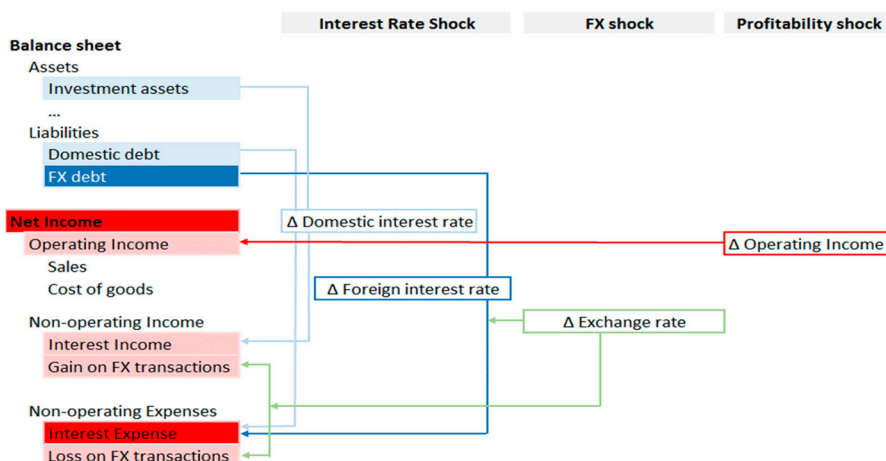 Interest Rate Shock FX shock Profitability shock
Balance sheet
Assets
Investment assets
...
Liabilities
Domestic debt
FX debt
Net Income Δ Domestic interest rate
Operating Income Δ Operating Income
Sales
Cost of goods Δ Foreign interest rate
Non-operating Income Δ Exchange rate
Interest Income
Gain on FX transactions
Non-operating Expenses
Interest Expense
Loss on FX transactions